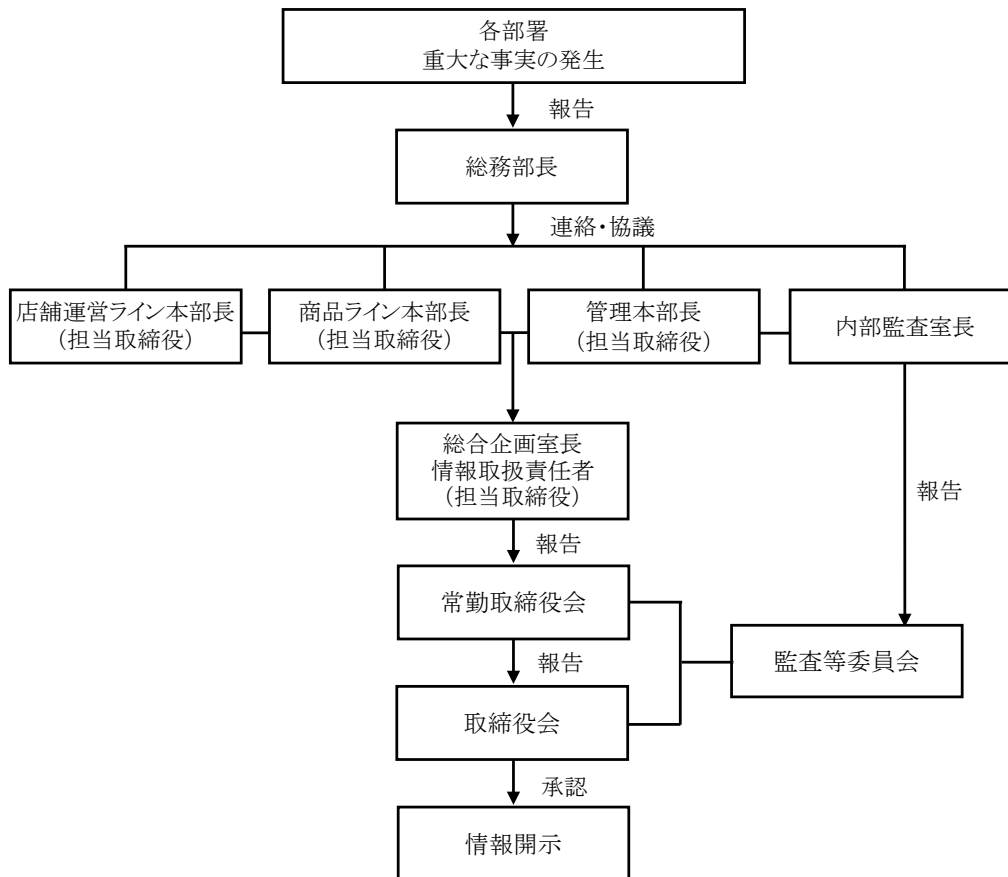 各部署
重大な事実の発生
報告
総務部長
連絡・協議
店舗運営ライン本部長
(担当取締役)
商品ライン本部長
(担当取締役)
管理本部長
(担当取締役)
内部監査室長
総合企画室長
情報取扱責任者
(担当取締役)
報告
報告
常勤取締役会
監査等委員会
報告
取締役会
承認
情報開示